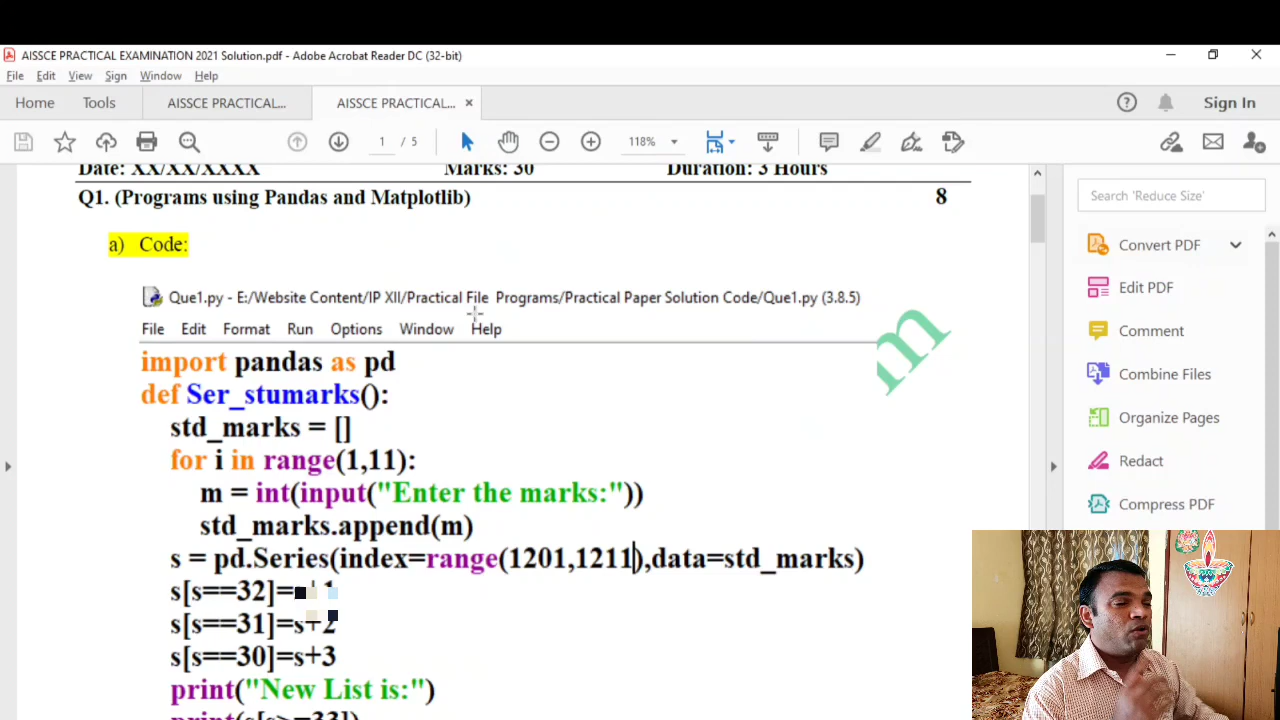 AISSCE PRACTICAL EXAMINATION 2021 Solution.pdf - Adobe Acrobat Reader DC (32-bit)
File Edit View Sign Window Help
Home Tools AISSCE PRACTICAL... AISSCE PRACTICAL... × Sign In
1 / 5 118%
Date: XX/XX/XXXX Marks: 30 Duration: 3 Hours
Q1. (Programs using Pandas and Matplotlib) 8
a) Code:
Que1.py - E:/Website Content/IP XII/Practical File Programs/Practical Paper Solution Code/Que1.py (3.8.5)
File Edit Format Run Options Window Help
m
import pandas as pd
def Ser_stumarks():
std_marks = []
for i in range(1,11):
m = int(input("Enter the marks:"))
std_marks.append(m)
s = pd.Series(index=range(1201,1211),data=std_marks)
s[s==32]=
s[s==31]=s+2
s[s==30]=s+3
print("New List is:")
print(s[s>=33])
Search 'Reduce Size'
Convert PDF
Edit PDF
Comment
Combine Files
Organize Pages
Redact
Compress PDF